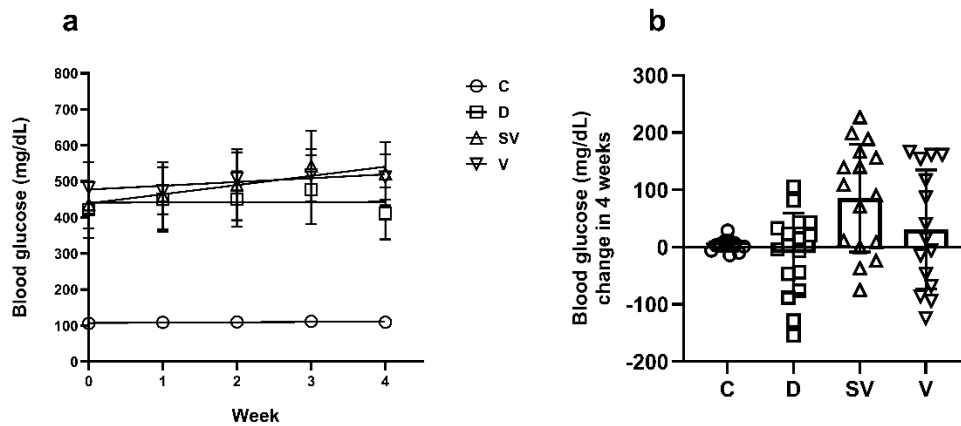 a
Blood glucose (mg/dL)
800
700
600
500
400
300
200
100
0
0 1 2 3 4
Week
C
D
SV
V
b
Blood glucose (mg/dL)
change in 4 weeks
300
200
100
0
-100
-200
C D SV V